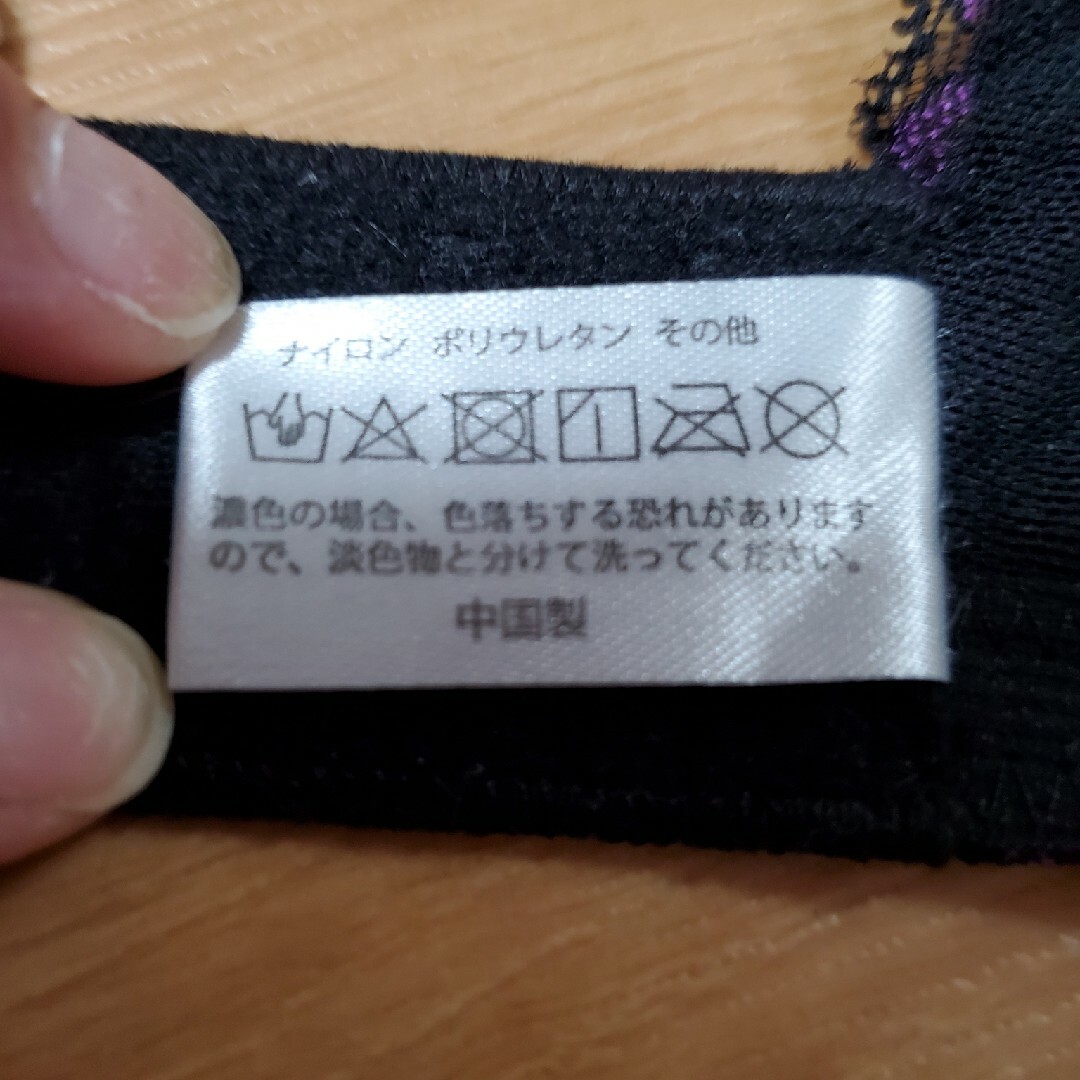 ナイロン ポリウレタン その他
濃色の場合、色落ちする恐れがあります
ので、淡色物と分けて洗ってください。
中国製